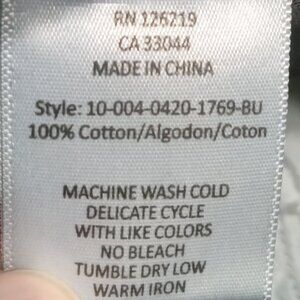 RN 126219
CA 33044
MADE IN CHINA
Style: 10-004-0420-1769-BU
100% Cotton/Algodon/Coton
MACHINE WASH COLD
DELICATE CYCLE
WITH LIKE COLORS
NO BLEACH
TUMBLE DRY LOW
WARM IRON